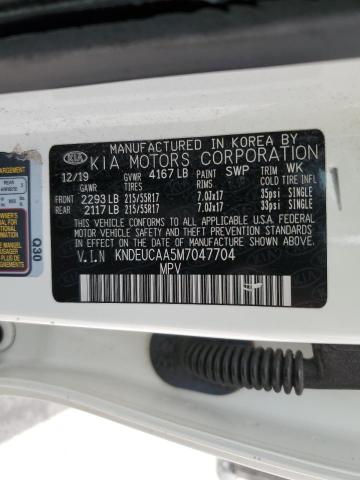 MANUFACTURED IN KOREA BY
KIA KIA MOTORS CORPORATION
12/19 GVWR 4167 LB PAINT SWP TRIM WK
GAWR TIRES RIMS COLD TIRE INFL
FRONT 2293 LB 215/55R17 7.0JX17 35psi SINGLE
REAR 2117 LB 215/55R17 7.0JX17 33psi SINGLE
THIS VEHICLE CONFORMS TO ALL APPLICABLE U.S.A. FEDERAL
MOTOR VEHICLE SAFETY AND THEFT PREVENTION STANDARDS IN
EFFECT ON THE DATE OF MANUFACTURE SHOWN ABOVE.
V.I.N KNDEUCAA5M7047704
MPV
REAR
Q30